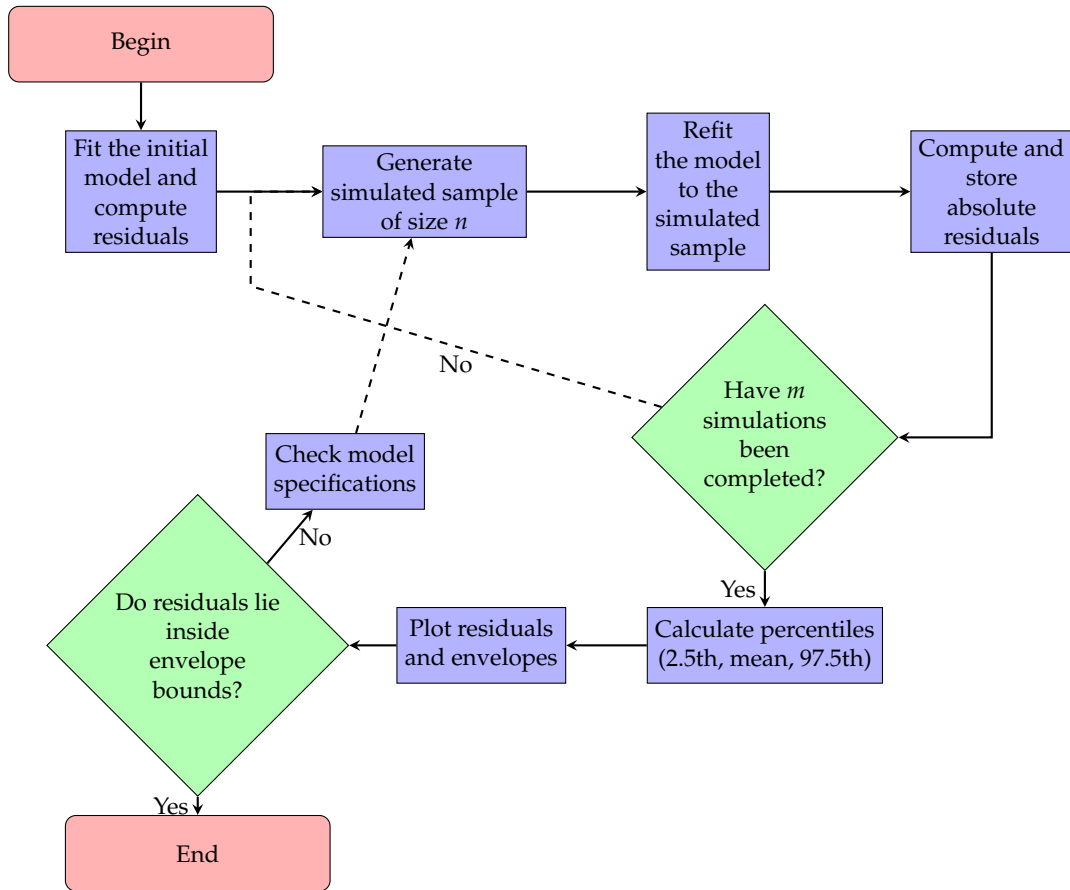 Begin
Fit the initial
model and
compute
residuals
Generate
simulated sample
of size n
Refit
the model
to the
simulated
sample
Compute and
store
absolute
residuals
No
Have m
simulations
been
completed?
Check model
specifications
No
Yes
Do residuals lie
inside
envelope
bounds?
Plot residuals
and envelopes
Calculate percentiles
(2.5th, mean, 97.5th)
Yes
End